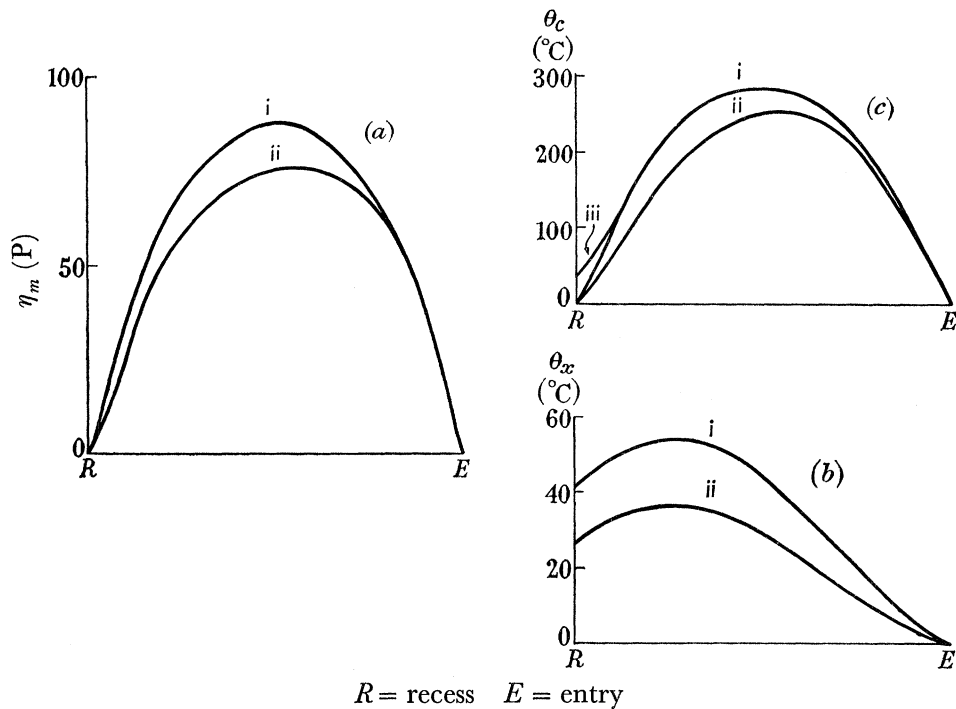 100
50
0
η_m (P)
R
E
i
ii
(a)
θ_c
(°C)
300
200
100
0
R
E
i
ii
iii
(c)
θ_x
(°C)
60
40
20
0
R
E
i
ii
(b)
R = recess E = entry